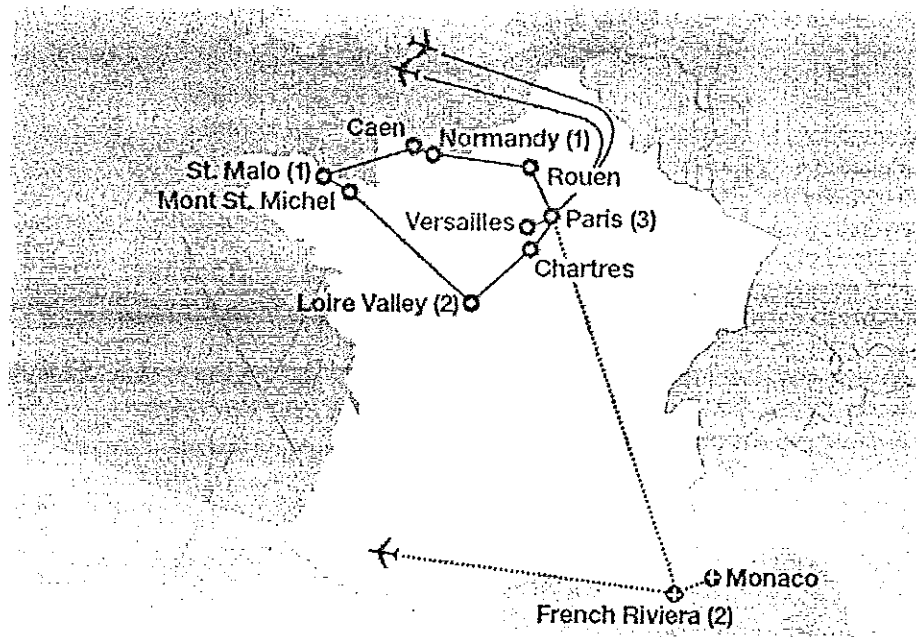 Caen
Normandy (1)
St. Malo (1)
Rouen
Mont St. Michel
Versailles
Paris (3)
Chartres
Loire Valley (2)
Monaco
French Riviera (2)